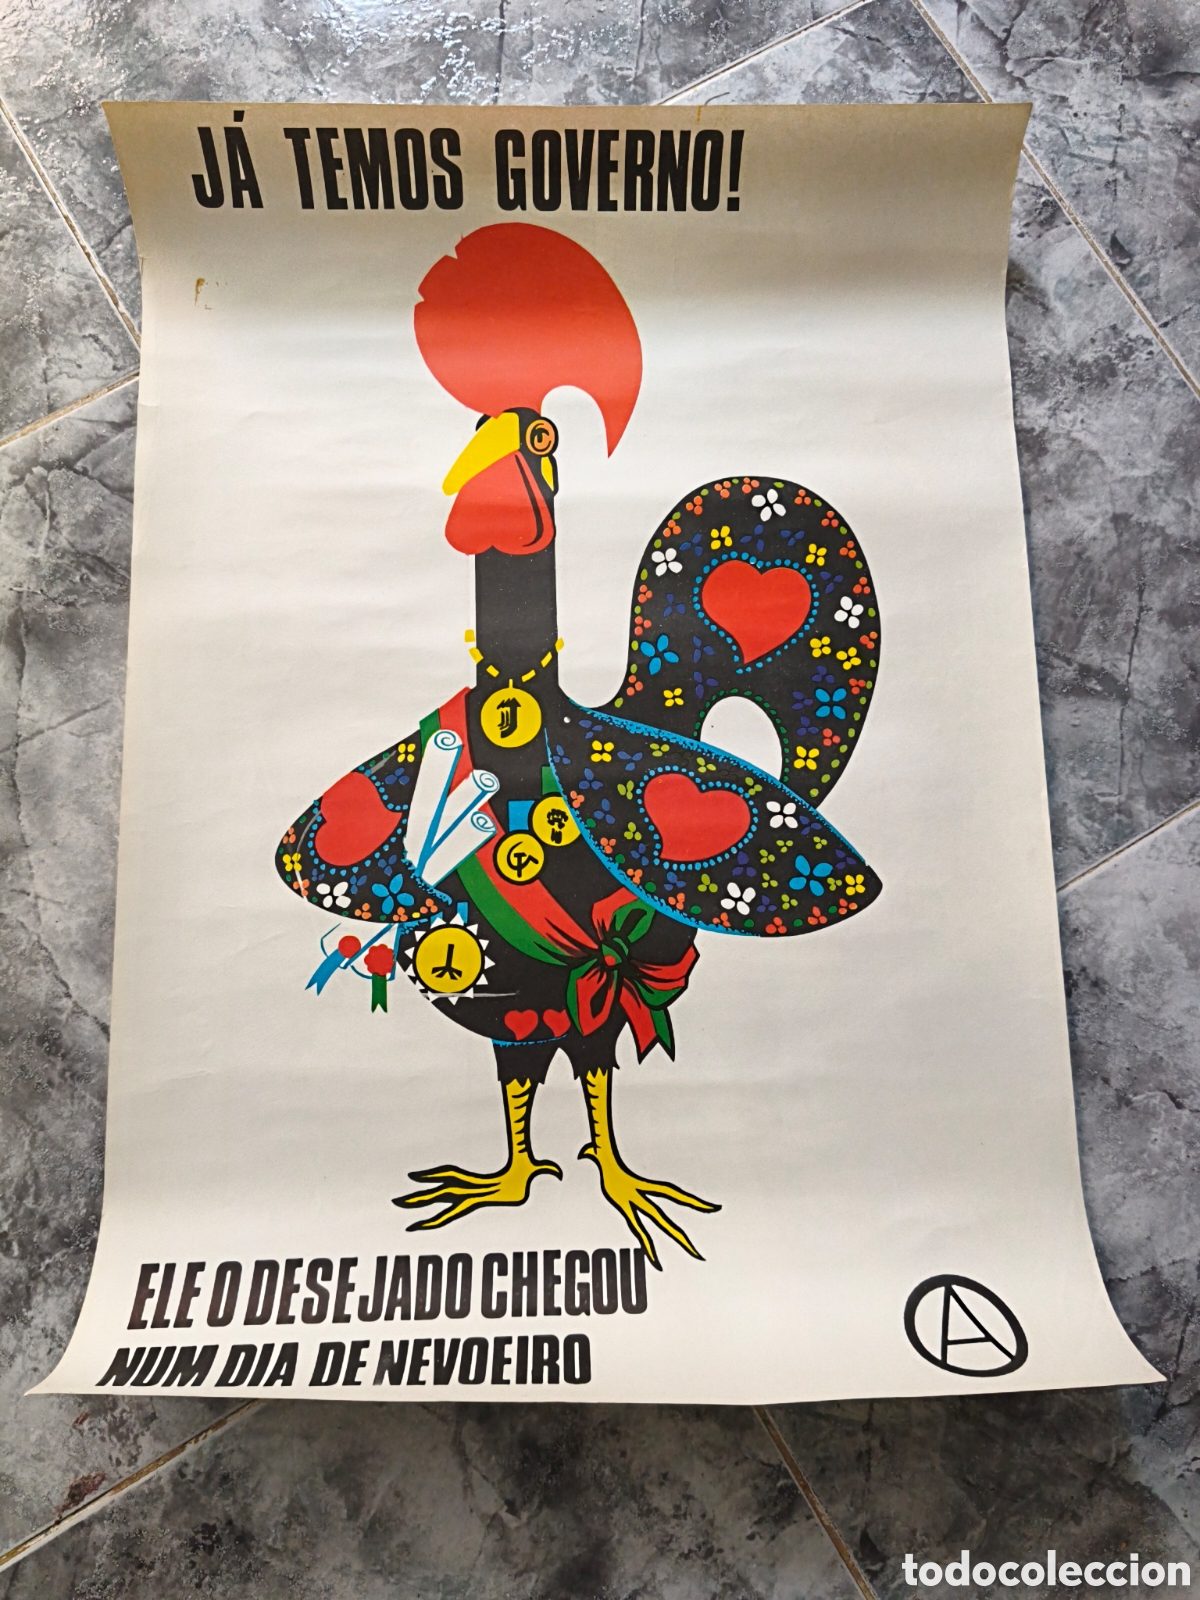 JÁ TEMOS GOVERNO!
ELE O DESEJADO CHEGOU
NUM DIA DE NEVOEIRO
A
todocoleccion